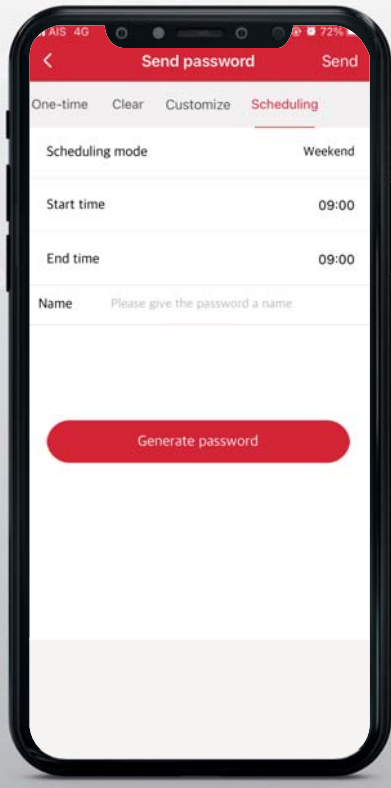 AIS 4G 72%
Send password Send
One-time Clear Customize Scheduling
Scheduling mode Weekend
Start time 09:00
End time 09:00
Name Please give the password a name
Generate password